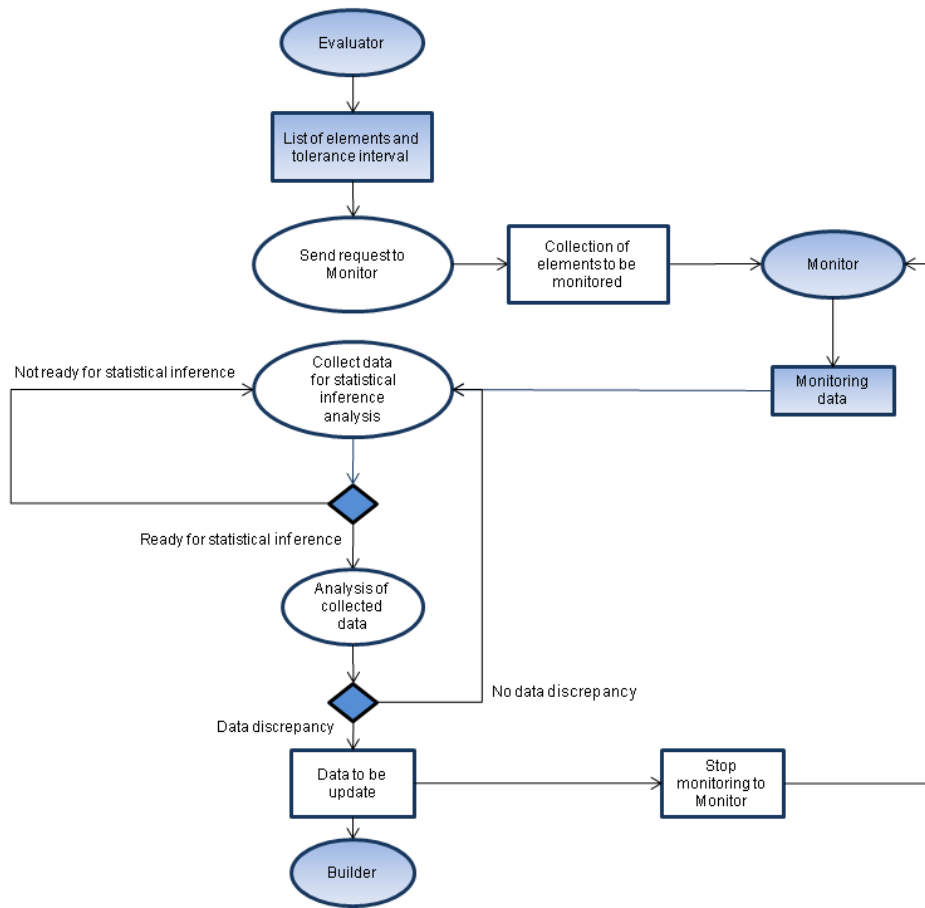 Evaluator
List of elements and
tolerance interval
Send request to
Monitor
Collection of
elements to be
monitored
Monitor
Not ready for statistical inference
Collect data
for statistical
inference
analysis
Monitoring
data
Ready for statistical inference
Analysis of
collected
data
No data discrepancy
Data discrepancy
Data to be
update
Stop
monitoring to
Monitor
Builder